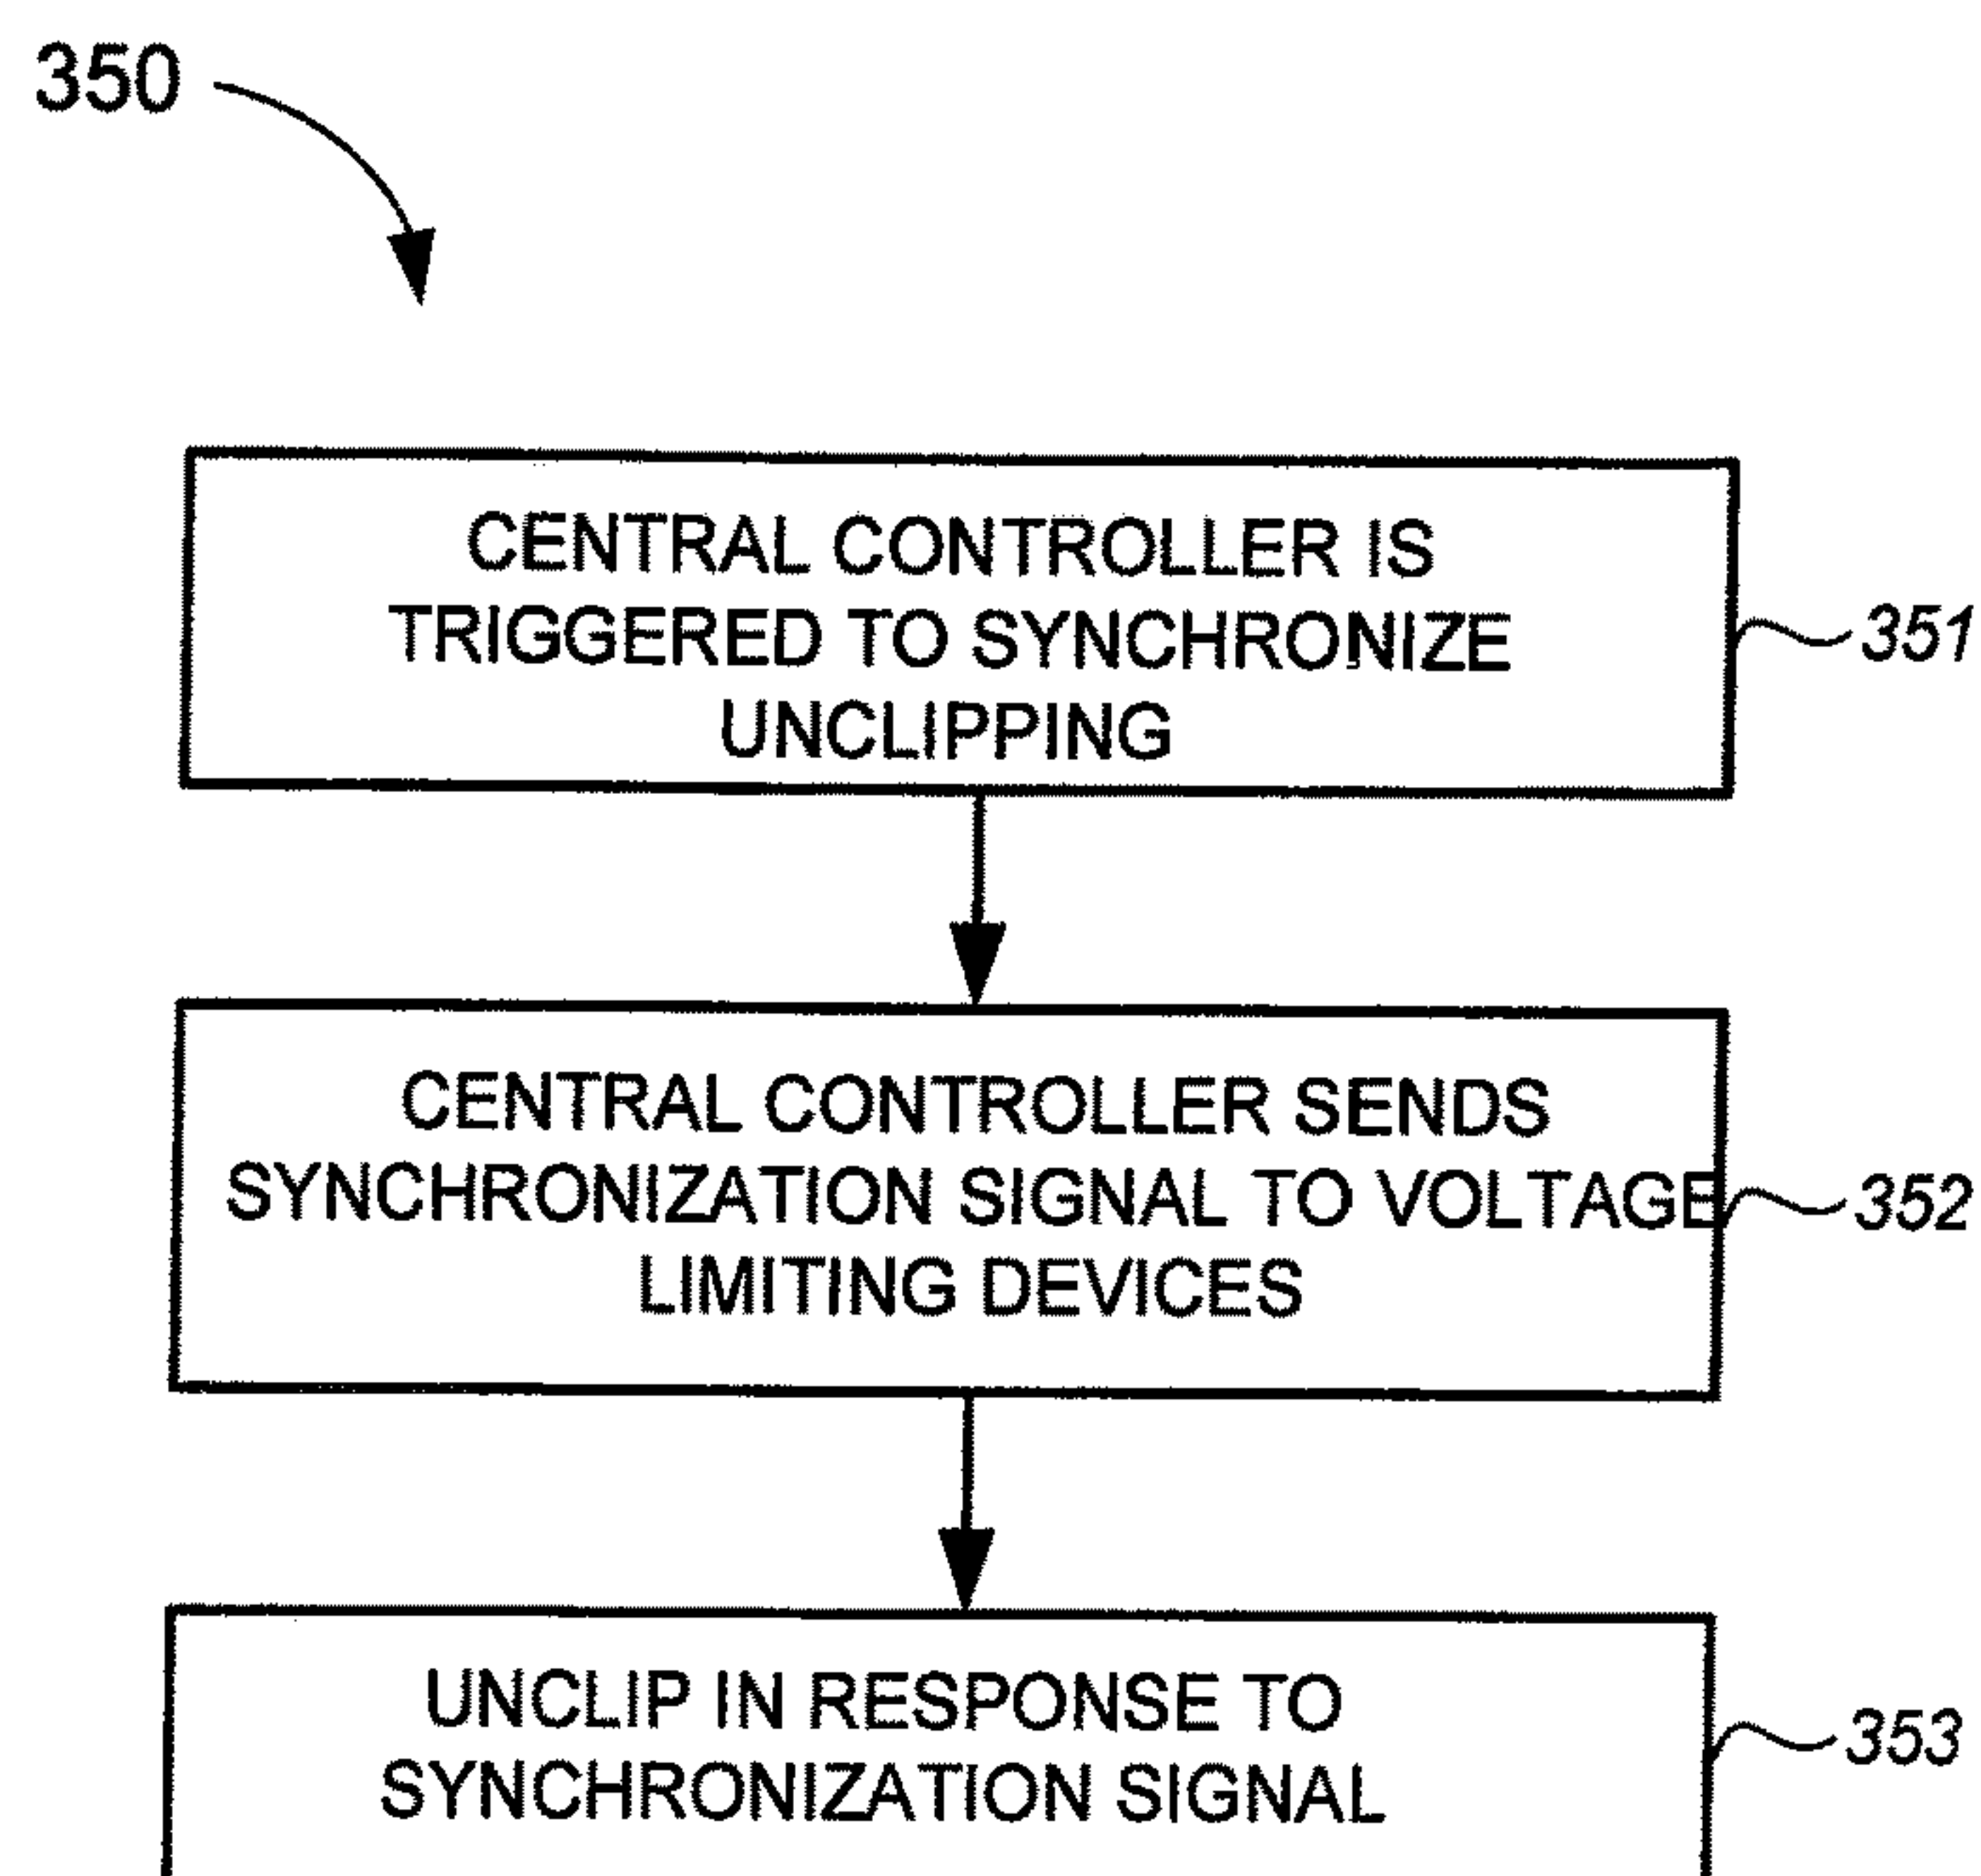 350
CENTRAL CONTROLLER IS
TRIGGERED TO SYNCHRONIZE
UNCLIPPING
351
CENTRAL CONTROLLER SENDS
SYNCHRONIZATION SIGNAL TO VOLTAGE
LIMITING DEVICES
352
UNCLIP IN RESPONSE TO
SYNCHRONIZATION SIGNAL
353